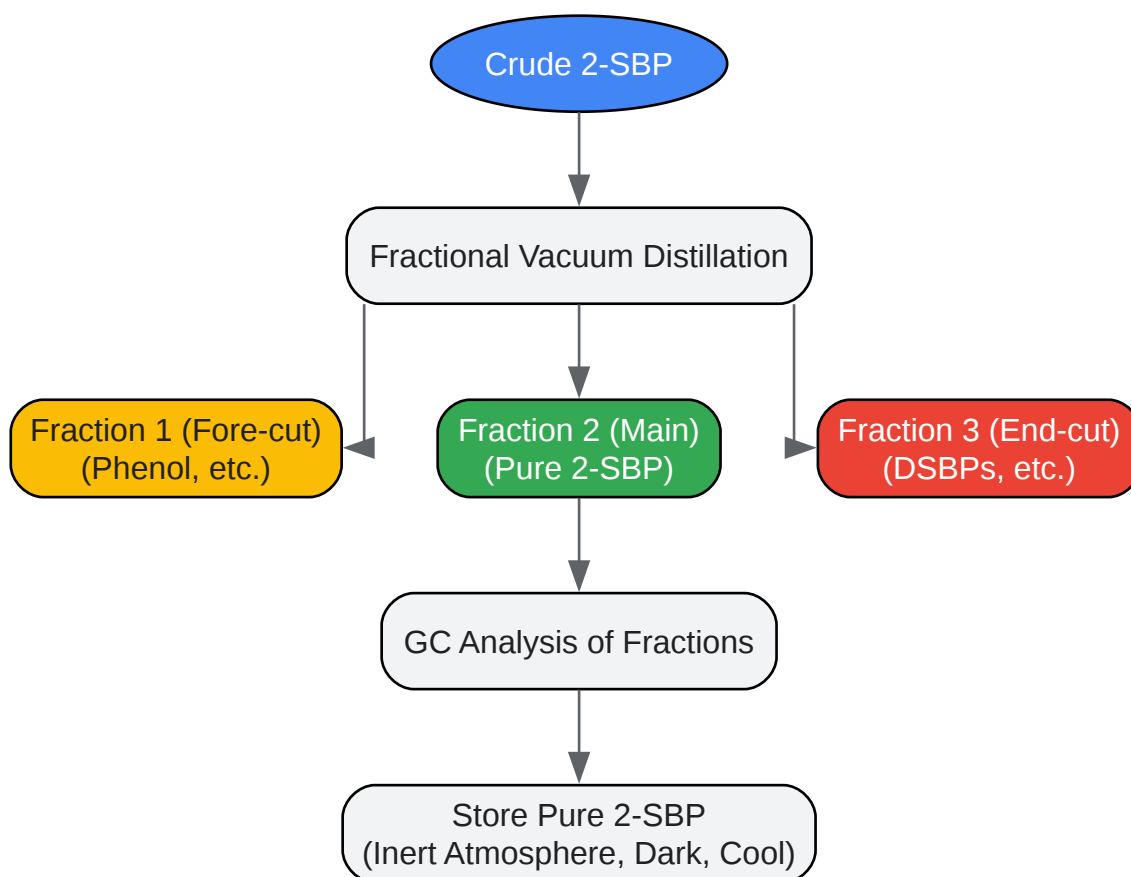 Crude 2-SBP
Fractional Vacuum Distillation
Fraction 1 (Fore-cut)
(Phenol, etc.)
Fraction 2 (Main)
(Pure 2-SBP)
Fraction 3 (End-cut)
(DSBPs, etc.)
GC Analysis of Fractions
Store Pure 2-SBP
(Inert Atmosphere, Dark, Cool)